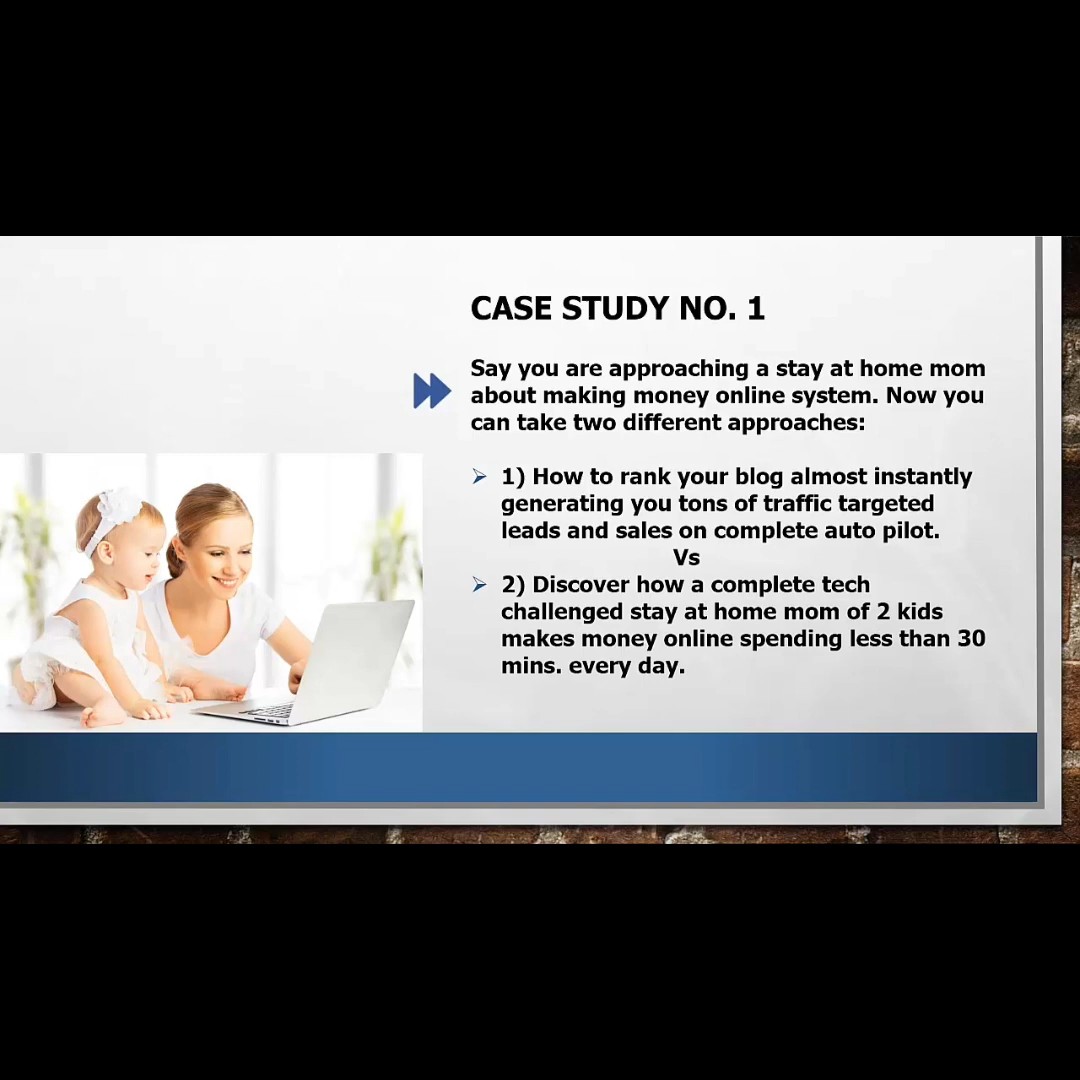 CASE STUDY NO. 1
Say you are approaching a stay at home mom
about making money online system. Now you
can take two different approaches:
1) How to rank your blog almost instantly
generating you tons of traffic targeted
leads and sales on complete auto pilot.
Vs
2) Discover how a complete tech
challenged stay at home mom of 2 kids
makes money online spending less than 30
mins. every day.